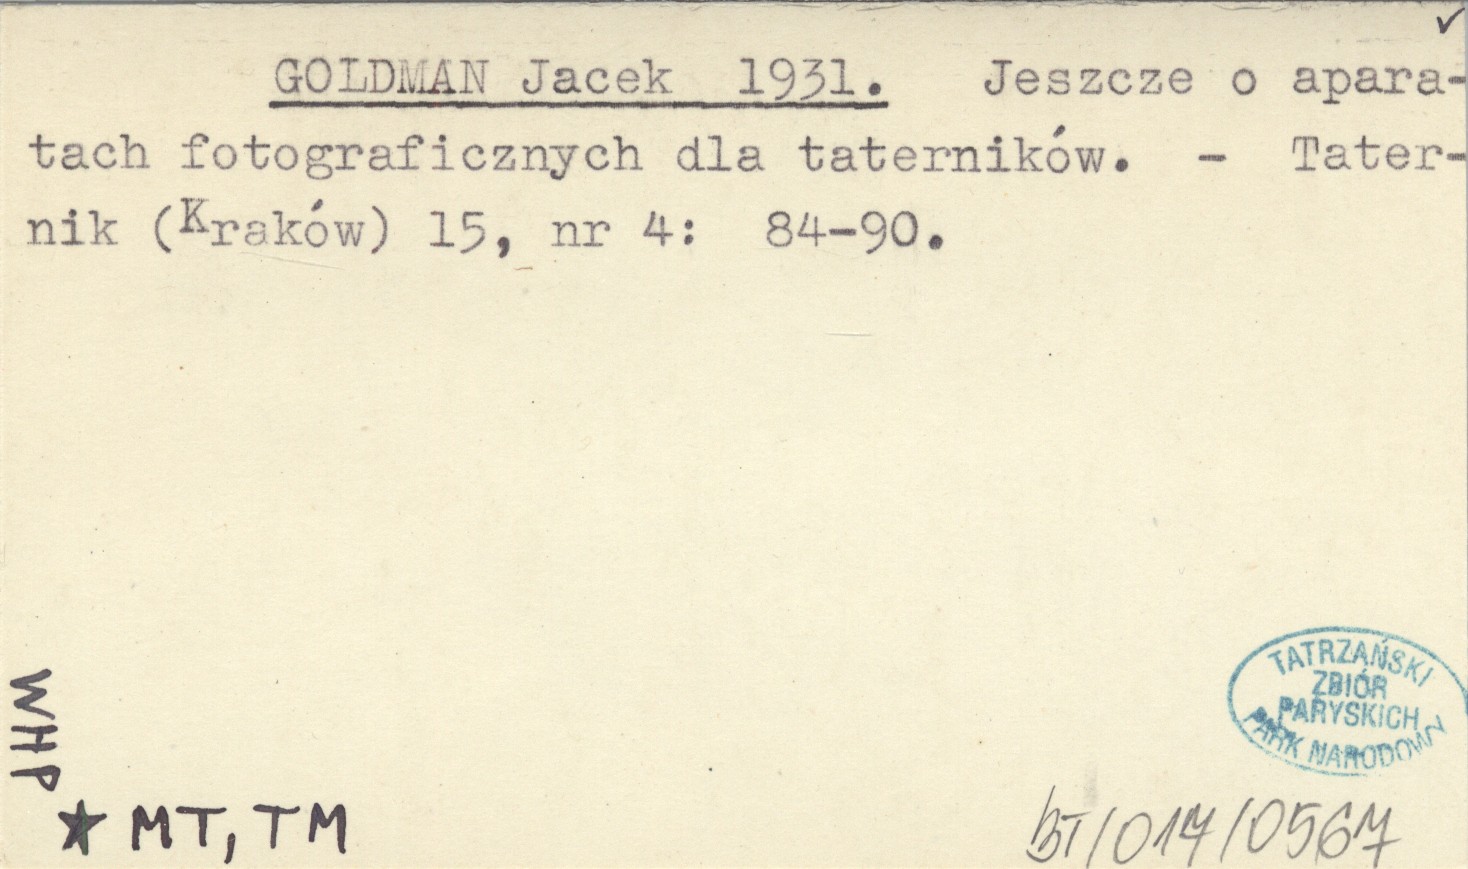 ✓
GOLDMAN Jacek 1931. Jeszcze o apara-
tach fotograficznych dla taterników. - Tater-
nik (Kraków) 15, nr 4: 84-90.
TATRZAŃSKI
ZBIÓR
PARYSKICH
PARK NARODOWY
WHP
★ MT, TM
BT/017/0567